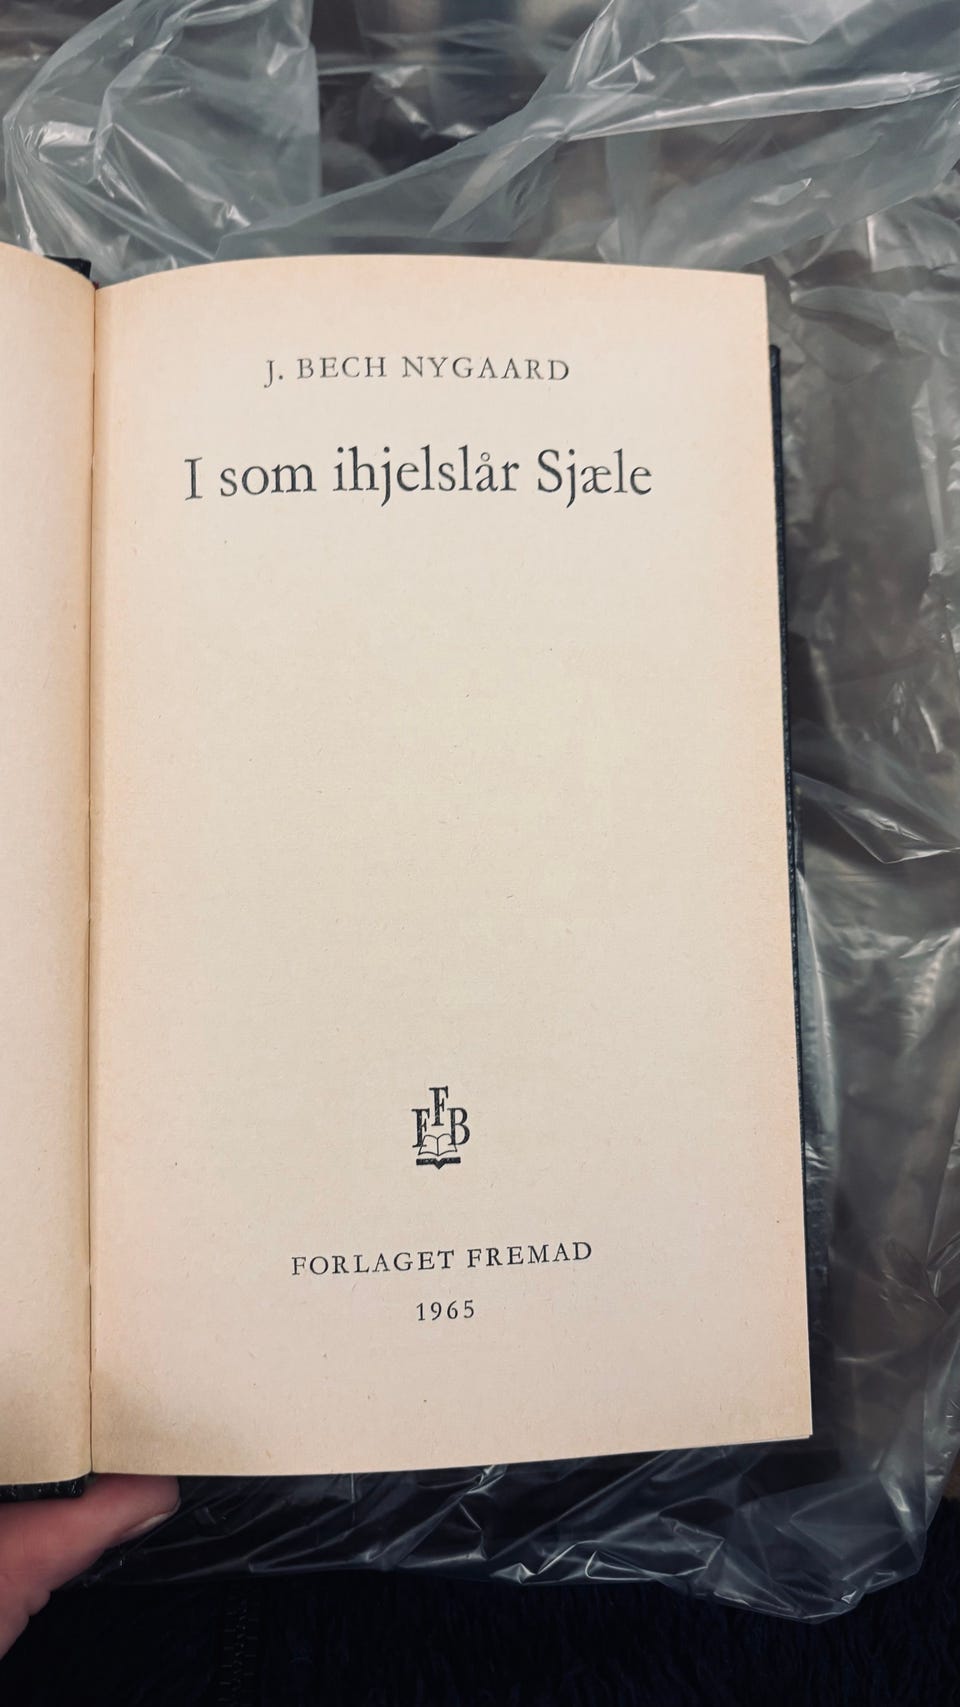 J. BECH NYGAARD
I som ihjelslår Sjæle
FFB
FORLAGET FREMAD
1965